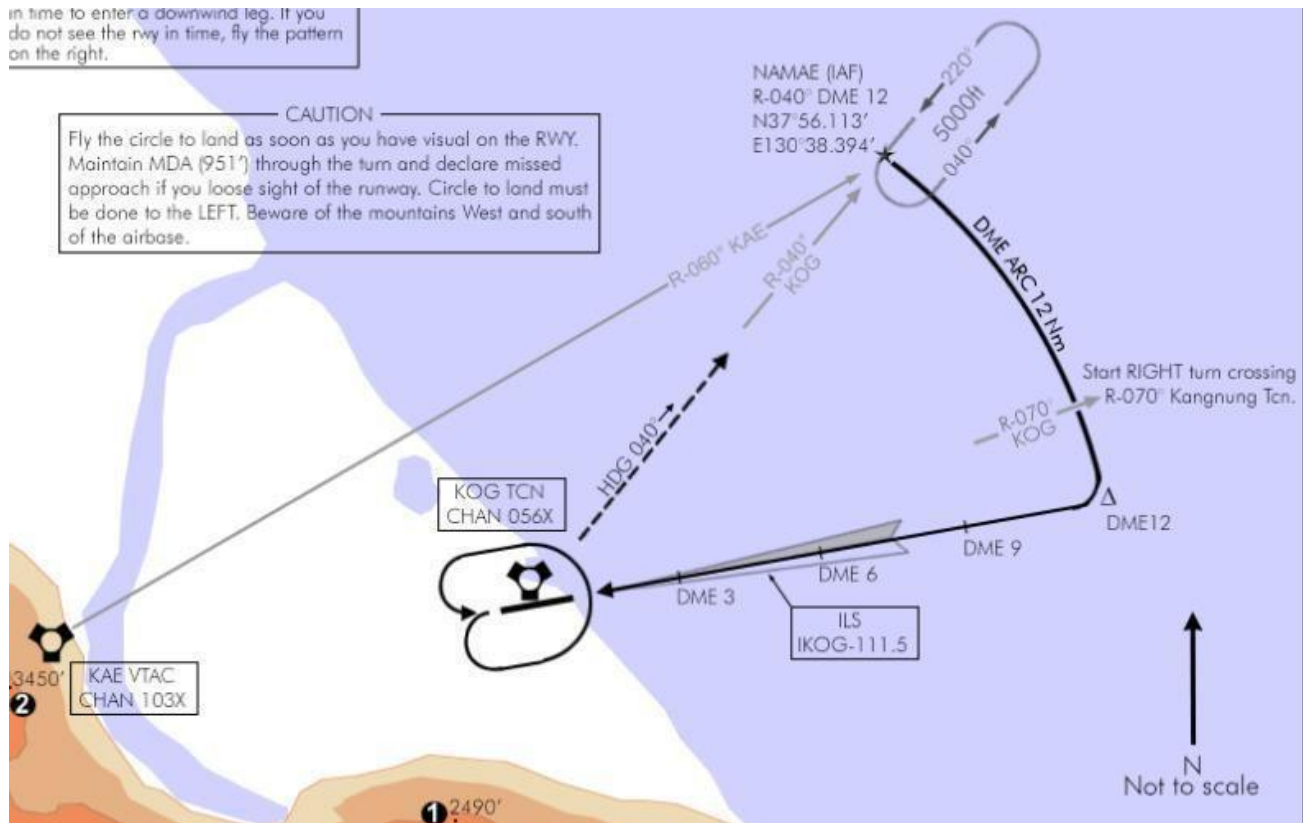 in time to enter a downwind leg. If you
do not see the rwy in time, fly the pattern
on the right.
CAUTION
Fly the circle to land as soon as you have visual on the RWY.
Maintain MDA (951') through the turn and declare missed
approach if you loose sight of the runway. Circle to land must
be done to the LEFT. Beware of the mountains West and south
of the airbase.
NAMAE (IAF)
R-040° DME 12
N37°56.113'
E130°38.394'
220°
5000ft
040°
R-060° KAE
R-040°
KOG
DME ARC 12 Nm
Start RIGHT turn crossing
R-070° Kangnung Tcn.
R-070°
KOG
HDG 040°→
KOG TCN
CHAN 056X
DME12
DME 9
DME 6
DME 3
ILS
IKOG-111.5
KAE VTAC
CHAN 103X
3450'
2
1 2490'
N
Not to scale